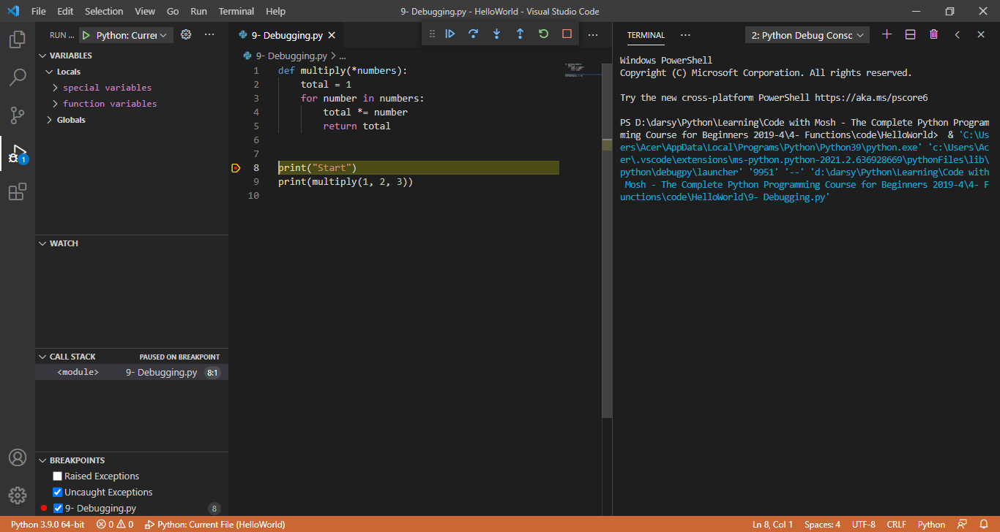 File Edit Selection View Go Run Terminal Help 9- Debugging.py - HelloWorld - Visual Studio Code
RUN ... Python: Currei
VARIABLES
Locals
special variables
function variables
Globals
WATCH
CALL STACK PAUSED ON BREAKPOINT
<module> 9- Debugging.py 8:1
BREAKPOINTS
Raised Exceptions
Uncaught Exceptions
9- Debugging.py 8
1
9- Debugging.py
9- Debugging.py > ...
1 def multiply(*numbers):
2 total = 1
3 for number in numbers:
4 total *= number
5 return total
6
7
8 print("Start")
9 print(multiply(1, 2, 3))
10
TERMINAL ... 2: Python Debug Consc
Windows PowerShell
Copyright (C) Microsoft Corporation. All rights reserved.
Try the new cross-platform PowerShell https://aka.ms/pscore6
PS D:\darsy\Python\Learning\Code with Mosh - The Complete Python Program
ming Course for Beginners 2019-4\4- Functions\code\HelloWorld>  & 'C:\Us
ers\Acer\AppData\Local\Programs\Python\Python39\python.exe' 'c:\Users\Ac
er\.vscode\extensions\ms-python.python-2021.2.636928669\pythonFiles\lib\
python\debugpy\launcher' '9951' '--' 'd:\darsy\Python\Learning\Code with
Mosh - The Complete Python Programming Course for Beginners 2019-4\4- F
unctions\code\HelloWorld\9- Debugging.py'
Python 3.9.0 64-bit 0 0 Python: Current File (HelloWorld) Ln 8, Col 1 Spaces: 4 UTF-8 CRLF Python